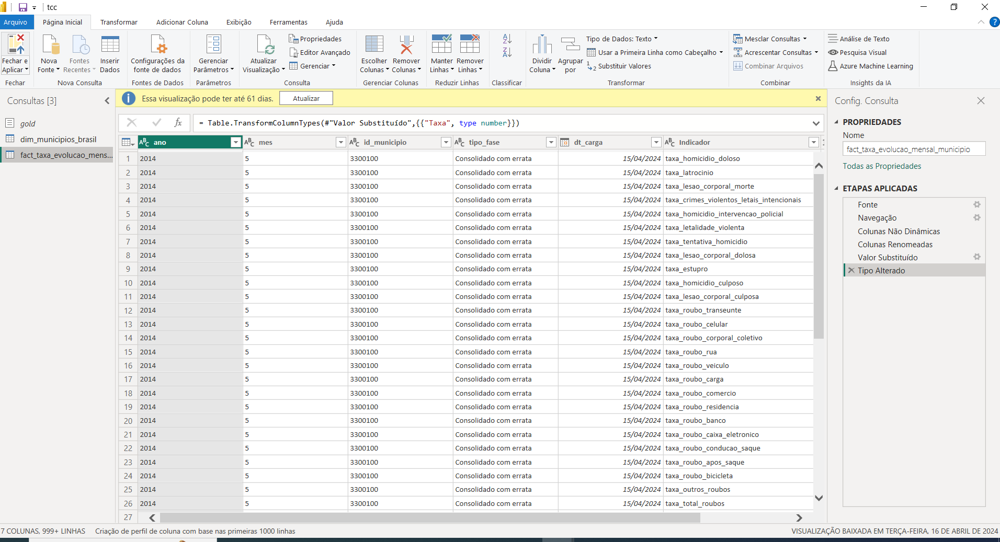 tcc
Arquivo Página Inicial Transformar Adicionar Coluna Exibição Ferramentas Ajuda
Fechar e Aplicar
Fechar
Nova Fonte
Fontes Recentes
Inserir Dados
Nova Consulta
Configurações da fonte de dados
Fontes de Dados
Gerenciar Parâmetros
Parâmetros
Atualizar Visualização
Propriedades
Editor Avançado
Gerenciar
Consulta
Escolher Colunas
Remover Colunas
Gerenciar Colunas
Manter Linhas
Remover Linhas
Reduzir Linhas
Classificar
Dividir Coluna
Agrupar por
Tipo de Dados: Texto
Usar a Primeira Linha como Cabeçalho
Substituir Valores
Transformar
Mesclar Consultas
Acrescentar Consultas
Combinar Arquivos
Combinar
Análise de Texto
Pesquisa Visual
Azure Machine Learning
Insights da IA
Consultas [3]
gold
dim_municipios_brasil
fact_taxa_evolucao_mens...
Essa visualização pode ter até 61 dias. Atualizar
fx = Table.TransformColumnTypes(#"Valor Substituído",{{"Taxa", type number}})
ano mes id_municipio tipo_fase dt_carga Indicador
1 2014 5 3300100 Consolidado com errata 15/04/2024 taxa_homicidio_doloso
2 2014 5 3300100 Consolidado com errata 15/04/2024 taxa_latrocinio
3 2014 5 3300100 Consolidado com errata 15/04/2024 taxa_lesao_corporal_morte
4 2014 5 3300100 Consolidado com errata 15/04/2024 taxa_crimes_violentos_letais_intencionais
5 2014 5 3300100 Consolidado com errata 15/04/2024 taxa_homicidio_intervencao_policial
6 2014 5 3300100 Consolidado com errata 15/04/2024 taxa_letalidade_violenta
7 2014 5 3300100 Consolidado com errata 15/04/2024 taxa_tentativa_homicidio
8 2014 5 3300100 Consolidado com errata 15/04/2024 taxa_lesao_corporal_dolosa
9 2014 5 3300100 Consolidado com errata 15/04/2024 taxa_estupro
10 2014 5 3300100 Consolidado com errata 15/04/2024 taxa_homicidio_culposo
11 2014 5 3300100 Consolidado com errata 15/04/2024 taxa_lesao_corporal_culposa
12 2014 5 3300100 Consolidado com errata 15/04/2024 taxa_roubo_transeunte
13 2014 5 3300100 Consolidado com errata 15/04/2024 taxa_roubo_celular
14 2014 5 3300100 Consolidado com errata 15/04/2024 taxa_roubo_corporal_coletivo
15 2014 5 3300100 Consolidado com errata 15/04/2024 taxa_roubo_rua
16 2014 5 3300100 Consolidado com errata 15/04/2024 taxa_roubo_veiculo
17 2014 5 3300100 Consolidado com errata 15/04/2024 taxa_roubo_carga
18 2014 5 3300100 Consolidado com errata 15/04/2024 taxa_roubo_comercio
19 2014 5 3300100 Consolidado com errata 15/04/2024 taxa_roubo_residencia
20 2014 5 3300100 Consolidado com errata 15/04/2024 taxa_roubo_banco
21 2014 5 3300100 Consolidado com errata 15/04/2024 taxa_roubo_caixa_eletronico
22 2014 5 3300100 Consolidado com errata 15/04/2024 taxa_roubo_conducao_saque
23 2014 5 3300100 Consolidado com errata 15/04/2024 taxa_roubo_apos_saque
24 2014 5 3300100 Consolidado com errata 15/04/2024 taxa_roubo_bicicleta
25 2014 5 3300100 Consolidado com errata 15/04/2024 taxa_outros_roubos
26 2014 5 3300100 Consolidado com errata 15/04/2024 taxa_total_roubos
27
Config. Consulta
PROPRIEDADES
Nome
fact_taxa_evolucao_mensal_municipio
Todas as Propriedades
ETAPAS APLICADAS
Fonte
Navegação
Colunas Não Dinâmicas
Colunas Renomeadas
Valor Substituído
Tipo Alterado
7 COLUNAS, 999+ LINHAS Criação de perfil de coluna com base nas primeiras 1000 linhas
VISUALIZAÇÃO BAIXADA EM TERÇA-FEIRA, 16 DE ABRIL DE 2024